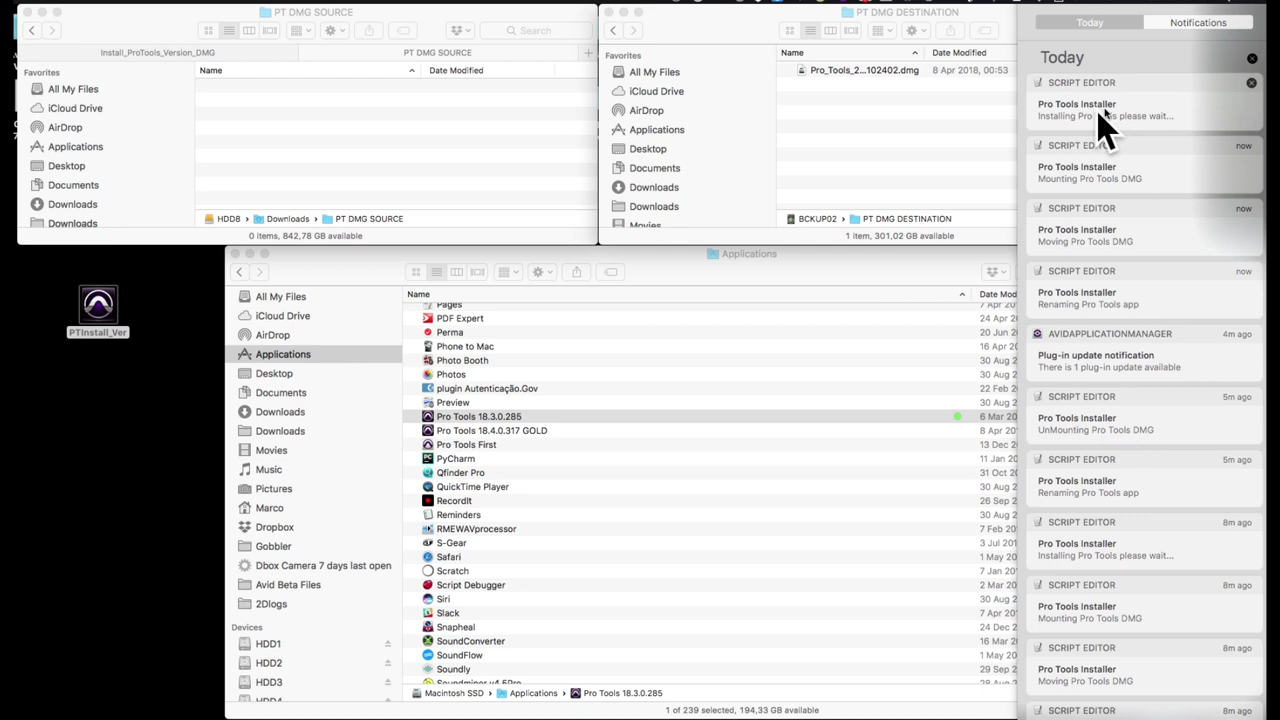 PT DMG SOURCE
Search
Install_ProTools_Version_DMG
PT DMG SOURCE
Favorites
All My Files
iCloud Drive
AirDrop
Applications
Desktop
Documents
Downloads
Downloads
Name
Date Modified
HDD8
Downloads
PT DMG SOURCE
0 items, 842,78 GB available
PT DMG DESTINATION
Favorites
All My Files
iCloud Drive
AirDrop
Applications
Desktop
Documents
Downloads
Downloads
Movies
Name
Date Modified
Pro_Tools_2...102402.dmg
8 Apr 2018, 00:53
BCKUP02
PT DMG DESTINATION
1 item, 301,02 GB available
PTInstall_Ver
Applications
All My Files
iCloud Drive
AirDrop
Applications
Desktop
Documents
Downloads
Downloads
Movies
Music
Pictures
Marco
Dropbox
Gobbler
Dbox Camera 7 days last open
Avid Beta Files
2Dlogs
Devices
HDD1
HDD2
HDD3
HDD4
Name
Date Mod
Pages
7 Apr 20
PDF Expert
24 Apr
Perma
20 Jun
Phone to Mac
16 Apr
Photo Booth
30 Aug
Photos
30 Aug
plugin Autenticação.Gov
22 Feb
Preview
30 Aug
Pro Tools 18.3.0.285
6 Mar 20
Pro Tools 18.4.0.317 GOLD
8 Apr 20
Pro Tools First
13 Dec
PyCharm
11 Jan
Qfinder Pro
31 Oct
QuickTime Player
30 Aug
RecordIt
26 Sep
Reminders
30 Aug
RMEWAVprocessor
7 Feb
S-Gear
3 Jul
Safari
1 May
Scratch
7 Jan
Script Debugger
2 Mar
Siri
30 Aug
Slack
7 Apr
Snapheal
24 Dec
SoundConverter
16 Mar
SoundFlow
1 May
Soundly
29 Sep
Soundminer v4.5Pro
28 Aug
Macintosh SSD
Applications
Pro Tools 18.3.0.285
1 of 239 selected, 194,33 GB available
Today
Notifications
Today
SCRIPT EDITOR
Pro Tools Installer
Installing Pro please wait...
SCRIPT
now
Pro Tools Installer
Mounting Pro Tools DMG
SCRIPT EDITOR
now
Pro Tools Installer
Moving Pro Tools DMG
SCRIPT EDITOR
now
Pro Tools Installer
Renaming Pro Tools app
AVIDAPPLICATIONMANAGER
4m ago
Plug-in update notification
There is 1 plug-in update available
SCRIPT EDITOR
5m ago
Pro Tools Installer
UnMounting Pro Tools DMG
SCRIPT EDITOR
5m ago
Pro Tools Installer
Renaming Pro Tools app
SCRIPT EDITOR
8m ago
Pro Tools Installer
Installing Pro Tools please wait...
SCRIPT EDITOR
8m ago
Pro Tools Installer
Mounting Pro Tools DMG
SCRIPT EDITOR
8m ago
Pro Tools Installer
Moving Pro Tools DMG
SCRIPT EDITOR
8m ago